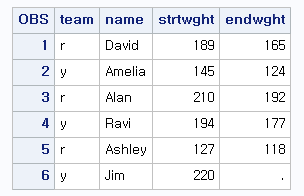 OBS team name strtwght endwght
1 r David 189 165
2 y Amelia 145 124
3 r Alan 210 192
4 y Ravi 194 177
5 r Ashley 127 118
6 y Jim 220 .